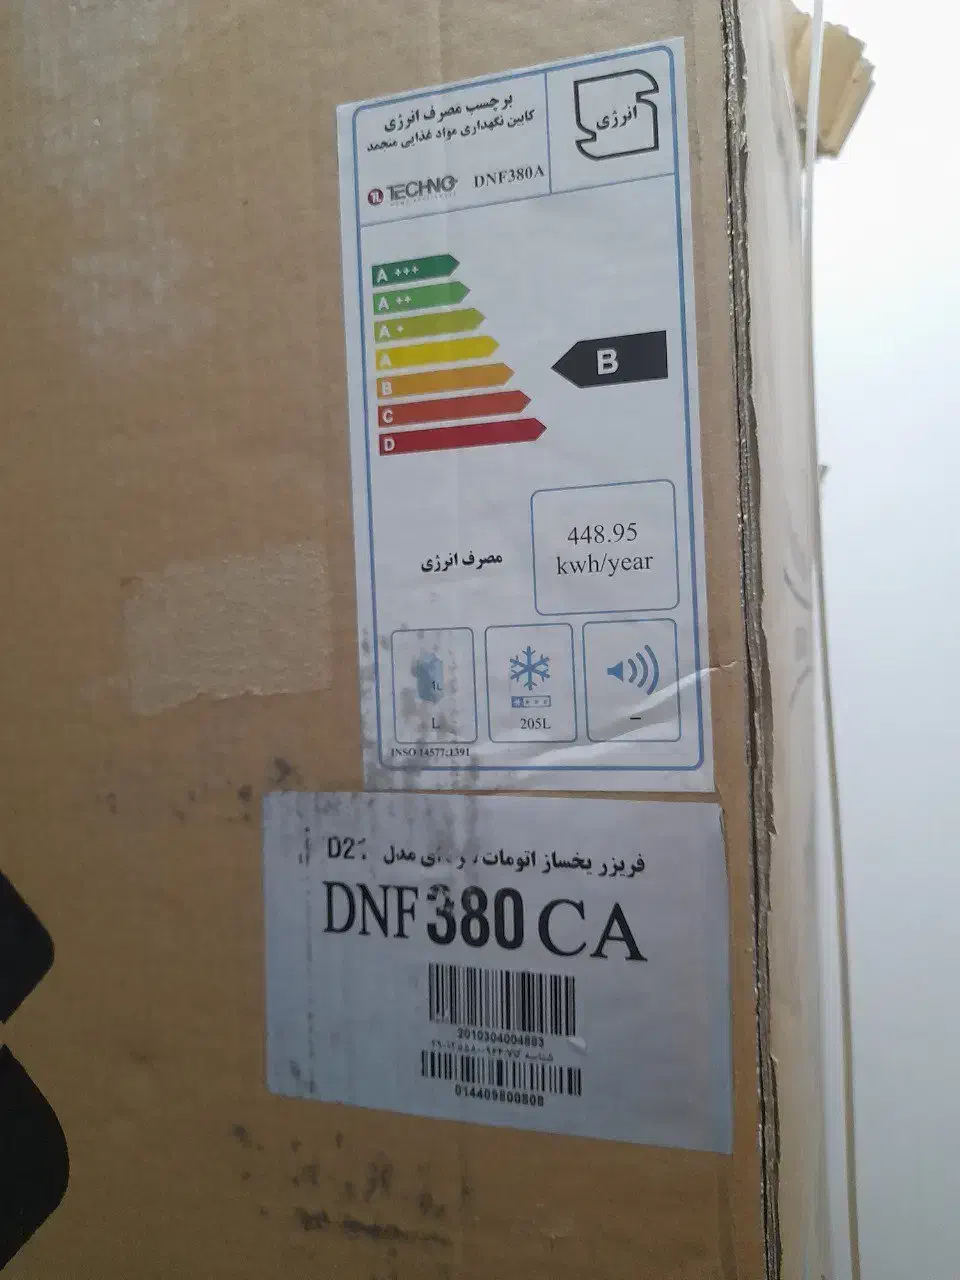 برچسب مصرف انرژی
کابین نگهداری مواد غذایی منجمد
انرژی
TECHNO DNF380A
A +++
A ++
A +
A
B
B
C
D
448.95
kwh/year
مصرف انرژی
L
205L
–
INSO 14577:1391
فریزر یخساز اتومات مدل
DNF380CA
2010304004883
014409800508